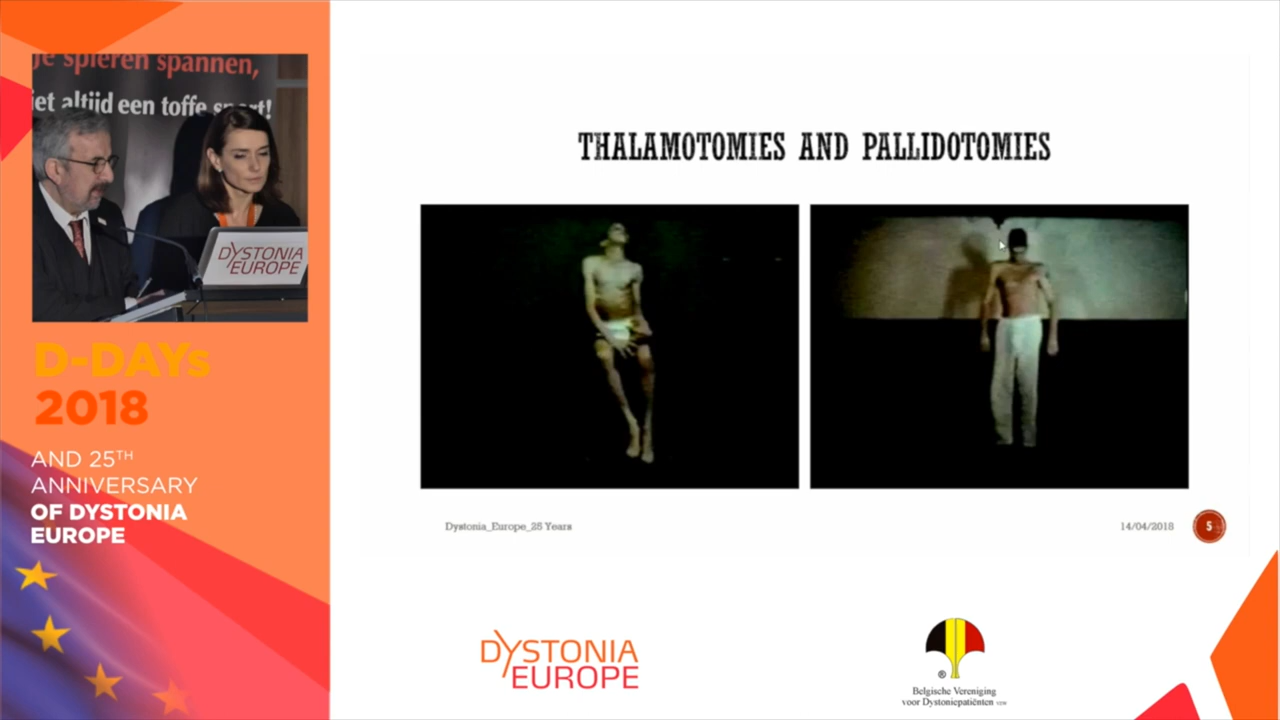 Je spieren spannen,
iet altijd een toffe sport!
DYSTONIA
EUROPE
D-DAYs
2018
AND 25TH
ANNIVERSARY
OF DYSTONIA
EUROPE
THALAMOTOMIES AND PALLIDOTOMIES
Dystonia_Europe_25 Years
14/04/2018
5
DYSTONIA
EUROPE
®
Belgische Vereniging
voor Dystoniepatiënten vzw